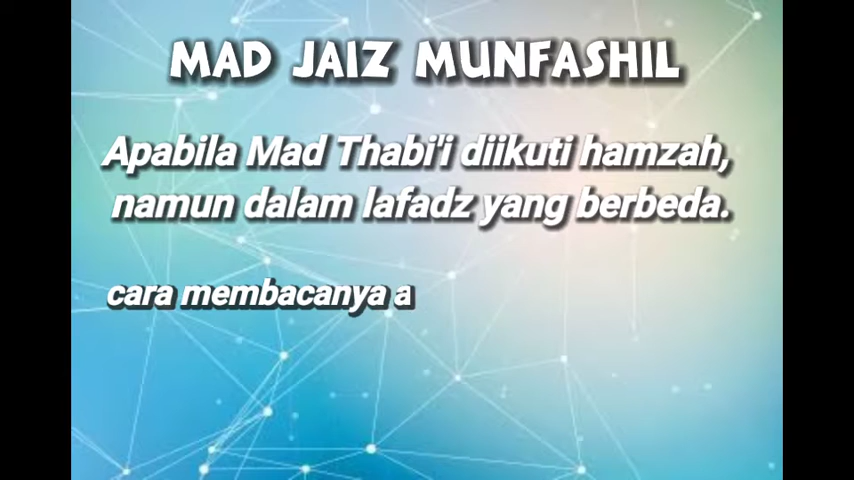 MAD JAIZ MUNFASHIL
Apabila Mad Thabi'i diikuti hamzah,
namun dalam lafadz yang berbeda.
cara membacanya a